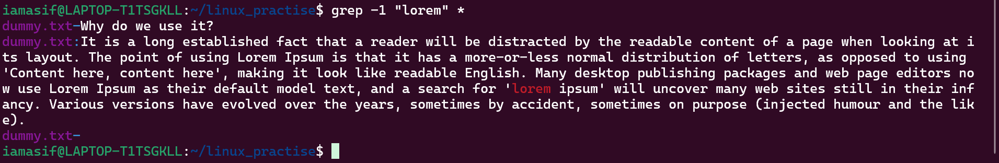 iamasif@LAPTOP-T1TSGKLL:~/linux_practise$ grep -1 "lorem" *
dummy.txt-Why do we use it?
dummy.txt:It is a long established fact that a reader will be distracted by the readable content of a page when looking at i
ts layout. The point of using Lorem Ipsum is that it has a more-or-less normal distribution of letters, as opposed to using
'Content here, content here', making it look like readable English. Many desktop publishing packages and web page editors no
w use Lorem Ipsum as their default model text, and a search for 'lorem ipsum' will uncover many web sites still in their inf
ancy. Various versions have evolved over the years, sometimes by accident, sometimes on purpose (injected humour and the lik
e).
dummy.txt-
iamasif@LAPTOP-T1TSGKLL:~/linux_practise$